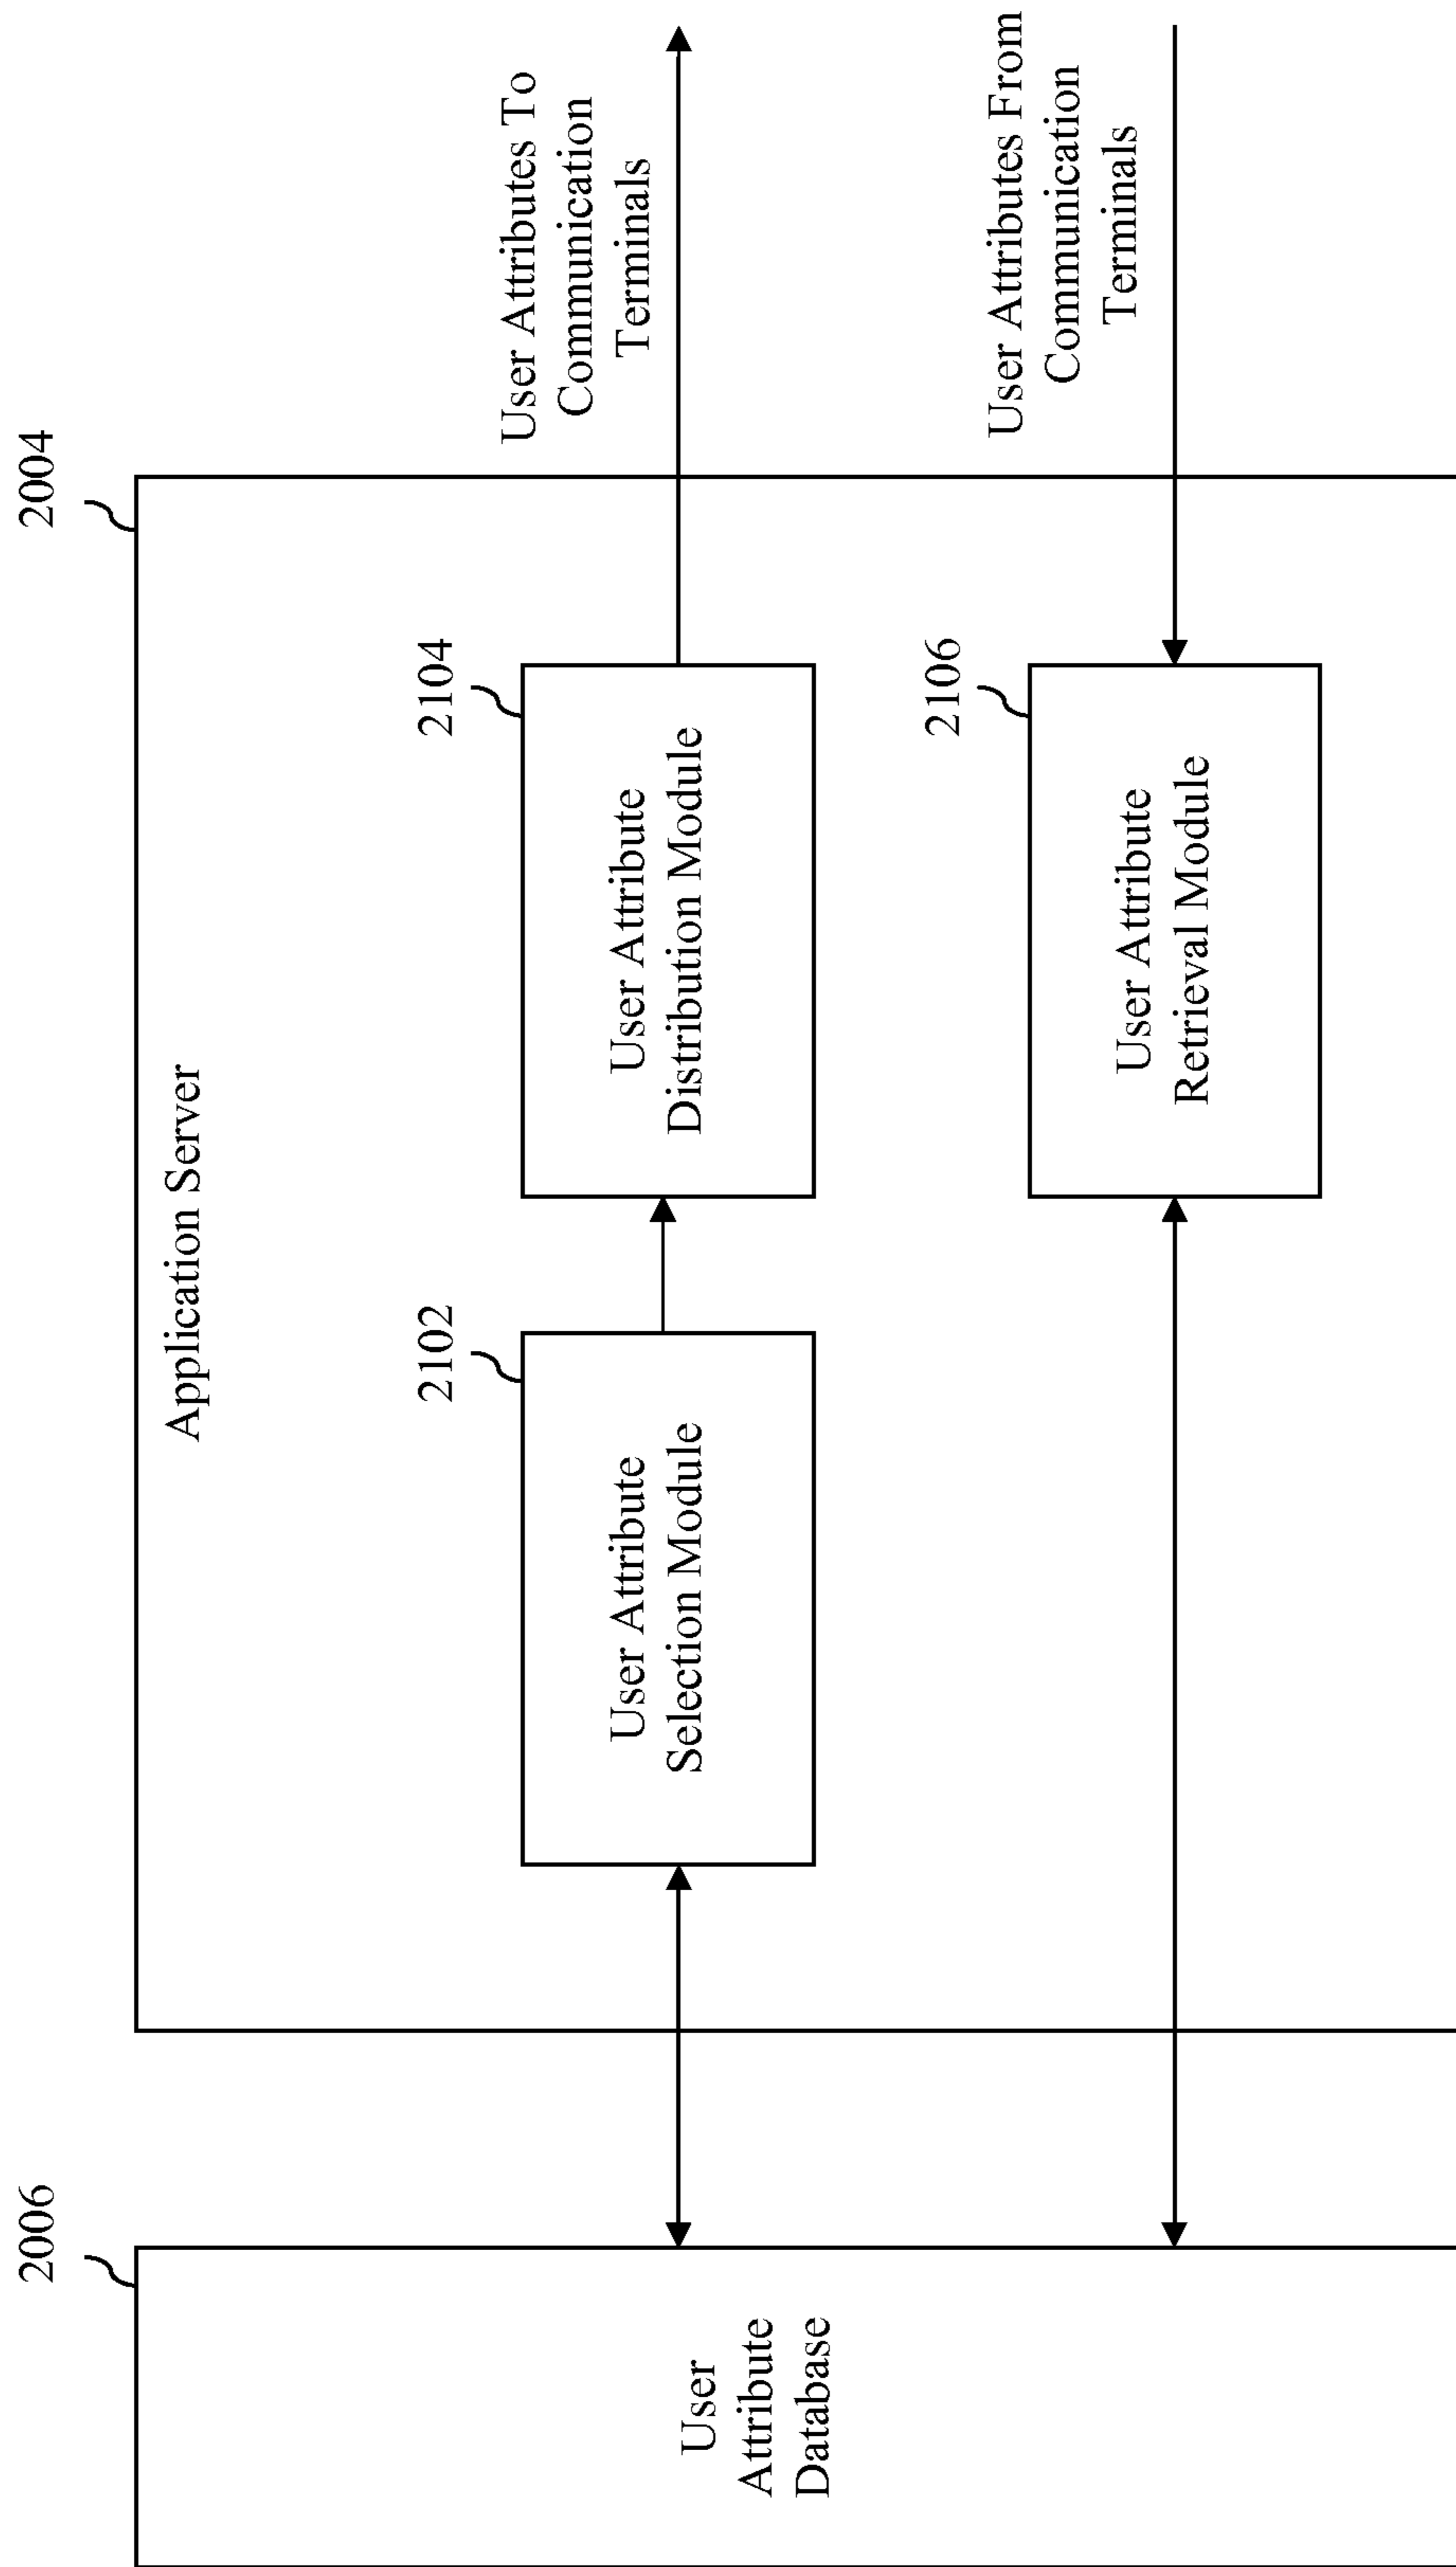 2006
User
Attribute
Database
2004
Application Server
2102
User Attribute
Selection Module
2104
User Attribute
Distribution Module
User Attributes To
Communication
Terminals
2106
User Attribute
Retrieval Module
User Attributes From
Communication
Terminals